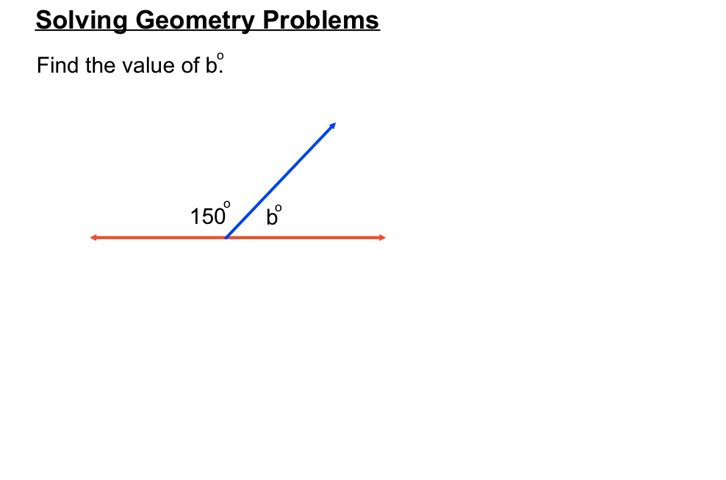 Solving Geometry Problems
Find the value of b°.
150° b°